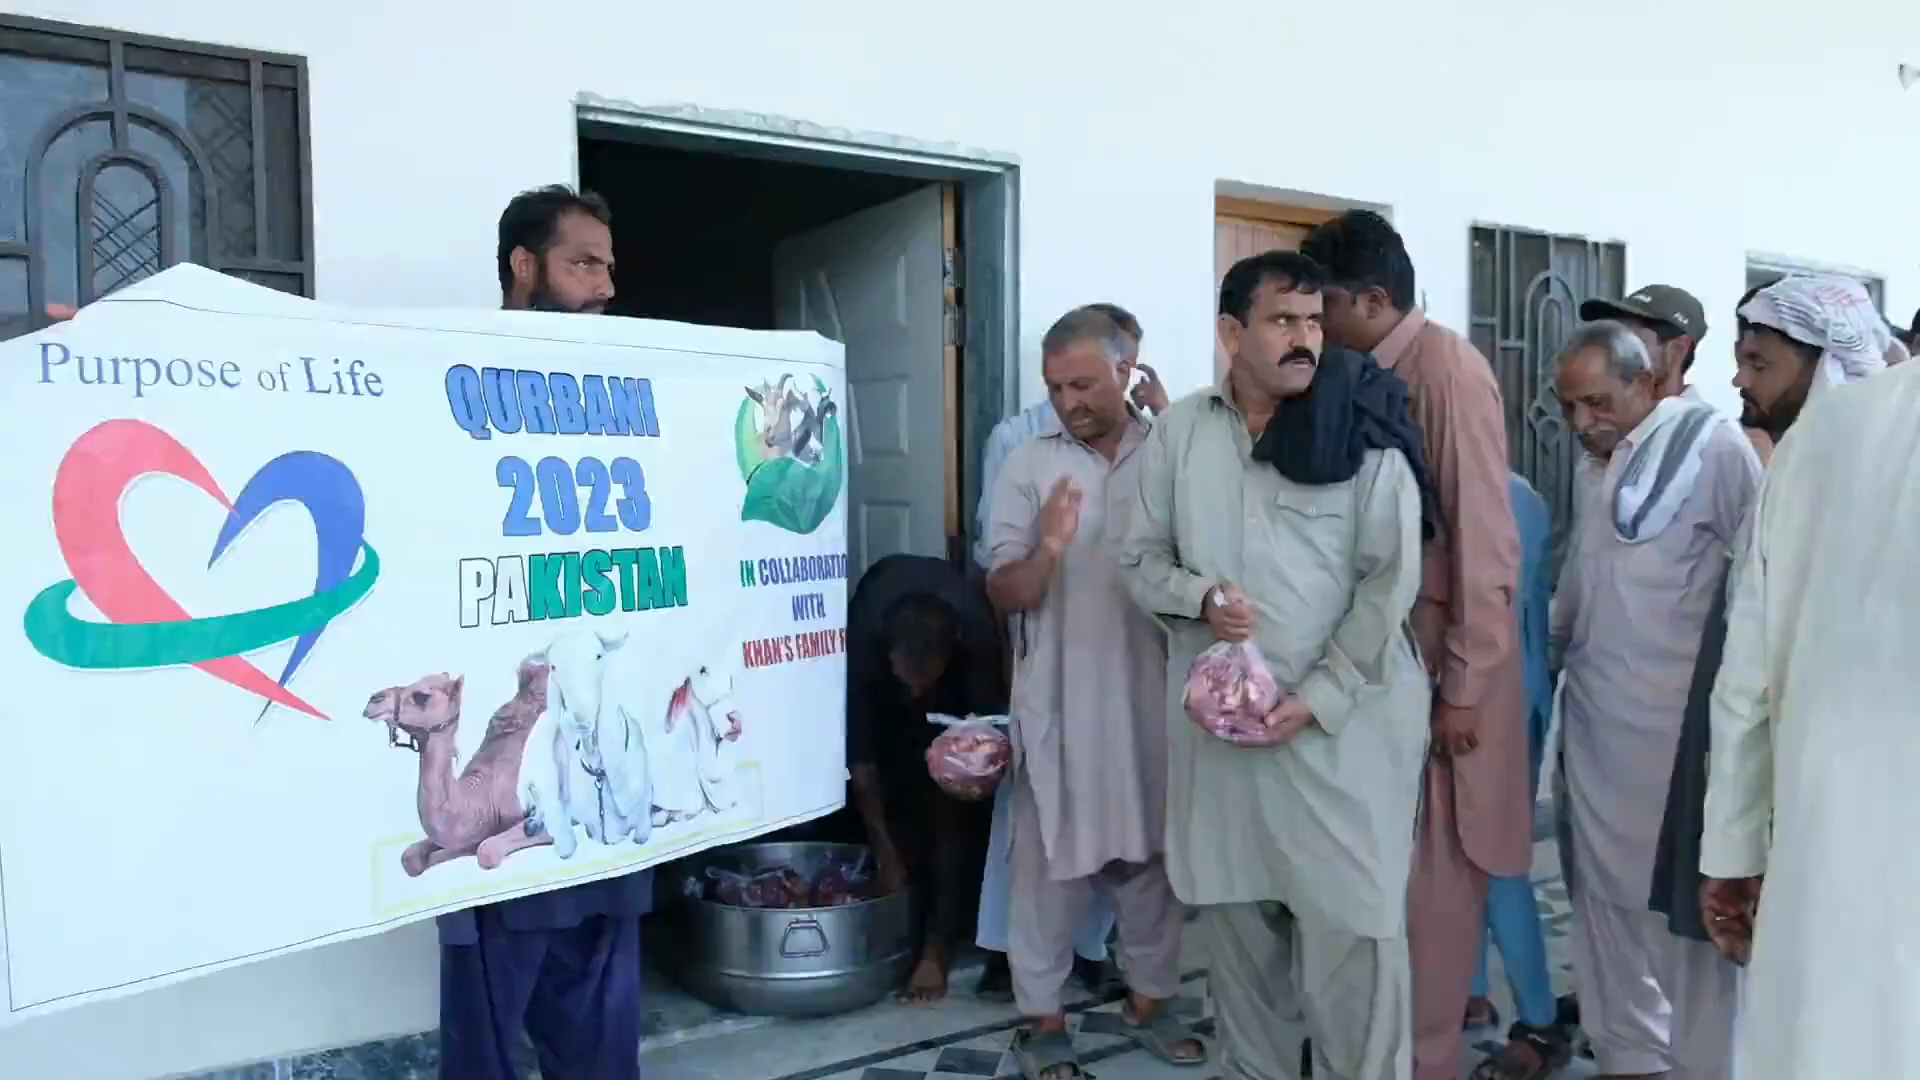 Purpose of Life
QURBANI
2023
PAKISTAN
IN COLLABORATIO
WITH
KHAN'S FAMILY F